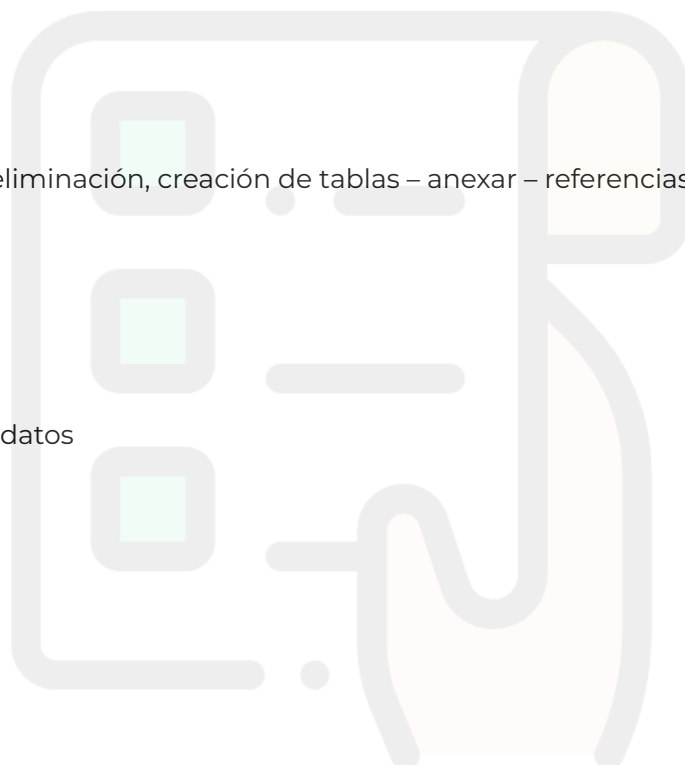 eliminación, creación de tablas – anexar – referencias
datos